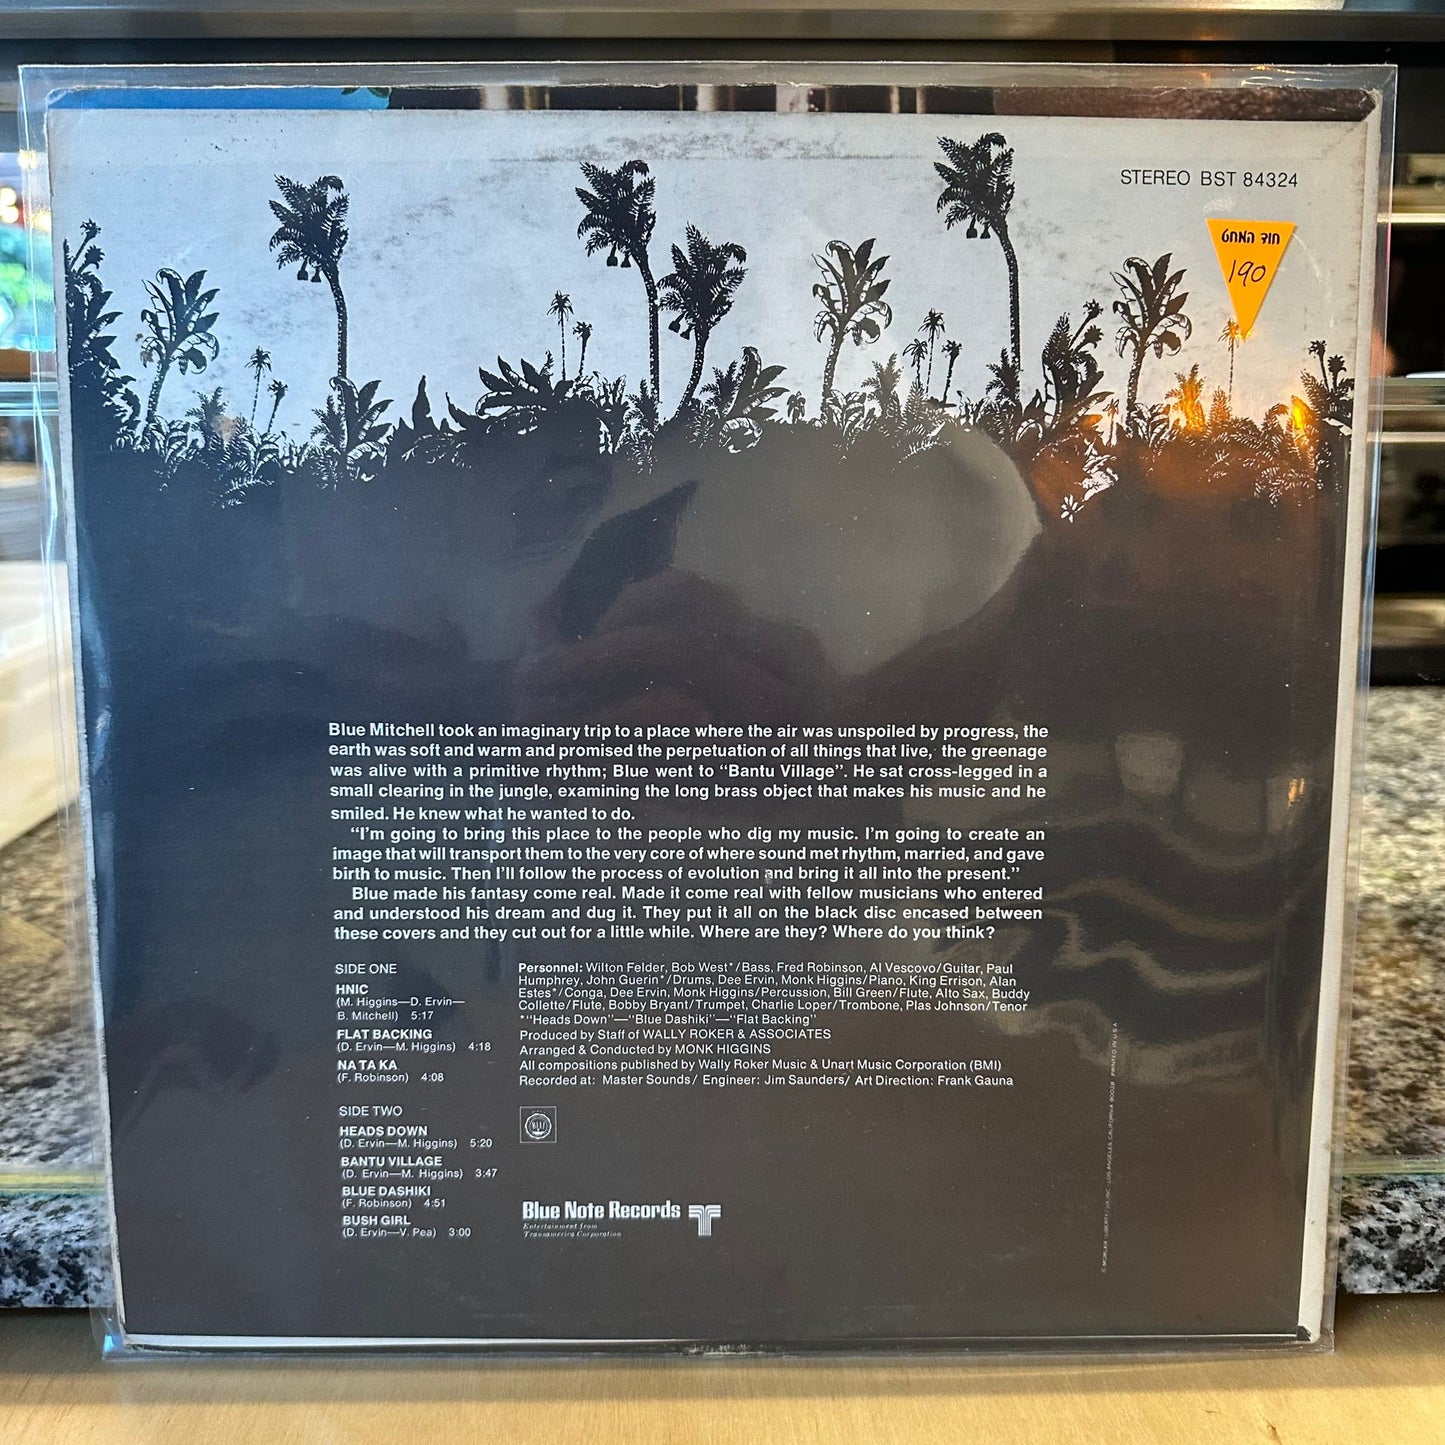 STEREO BST 84324
חוד המחט
190
Blue Mitchell took an imaginary trip to a place where the air was unspoiled by progress, the
earth was soft and warm and promised the perpetuation of all things that live, the greenage
was alive with a primitive rhythm; Blue went to "Bantu Village". He sat cross-legged in a
small clearing in the jungle, examining the long brass object that makes his music and he
smiled. He knew what he wanted to do.
"I'm going to bring this place to the people who dig my music. I'm going to create an
image that will transport them to the very core of where sound met rhythm, married, and gave
birth to music. Then I'll follow the process of evolution and bring it all into the present."
Blue made his fantasy come real. Made it come real with fellow musicians who entered
and understood his dream and dug it. They put it all on the black disc encased between
these covers and they cut out for a little while. Where are they? Where do you think?
SIDE ONE
HNIC
(M. Higgins—D. Ervin—
B. Mitchell) 5:17
FLAT BACKING
(D. Ervin—M. Higgins) 4:18
NA TA KA
(F. Robinson) 4:08
SIDE TWO
HEADS DOWN
(D. Ervin—M. Higgins) 5:20
BANTU VILLAGE
(D. Ervin—M. Higgins) 3:47
BLUE DASHIKI
(F. Robinson) 4:51
BUSH GIRL
(D. Ervin—V. Pea) 3:00
Personnel: Wilton Felder, Bob West*/Bass, Fred Robinson, Al Vescovo/Guitar, Paul
Humphrey, John Guerin*/Drums, Dee Ervin, Monk Higgins/Piano, King Errison, Alan
Estes*/Conga, Dee Ervin, Monk Higgins/Percussion, Bill Green/Flute, Alto Sax, Buddy
Collette/Flute, Bobby Bryant/Trumpet, Charlie Loper/Trombone, Plas Johnson/Tenor
*"Heads Down"—"Blue Dashiki"—"Flat Backing"
Produced by Staff of WALLY ROKER & ASSOCIATES
Arranged & Conducted by MONK HIGGINS
All compositions published by Wally Roker Music & Unart Music Corporation (BMI)
Recorded at: Master Sounds/ Engineer: Jim Saunders/ Art Direction: Frank Gauna
Blue Note Records
Entertainment from
Transamerica Corporation
© MCMLXIX LIBERTY/UA, INC., LOS ANGELES, CALIFORNIA 90028 PRINTED IN U.S.A.